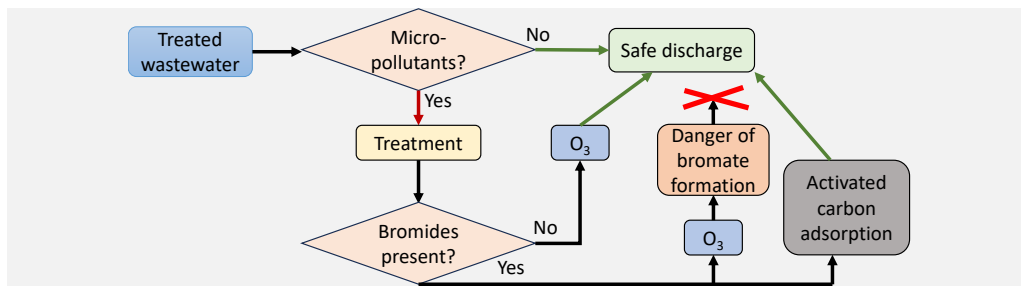 Treated
wastewater
Micro-
pollutants?
No
Safe discharge
Yes
Treatment
O₃
Danger of
bromate
formation
Activated
carbon
adsorption
Bromides
present?
No
Yes
O₃